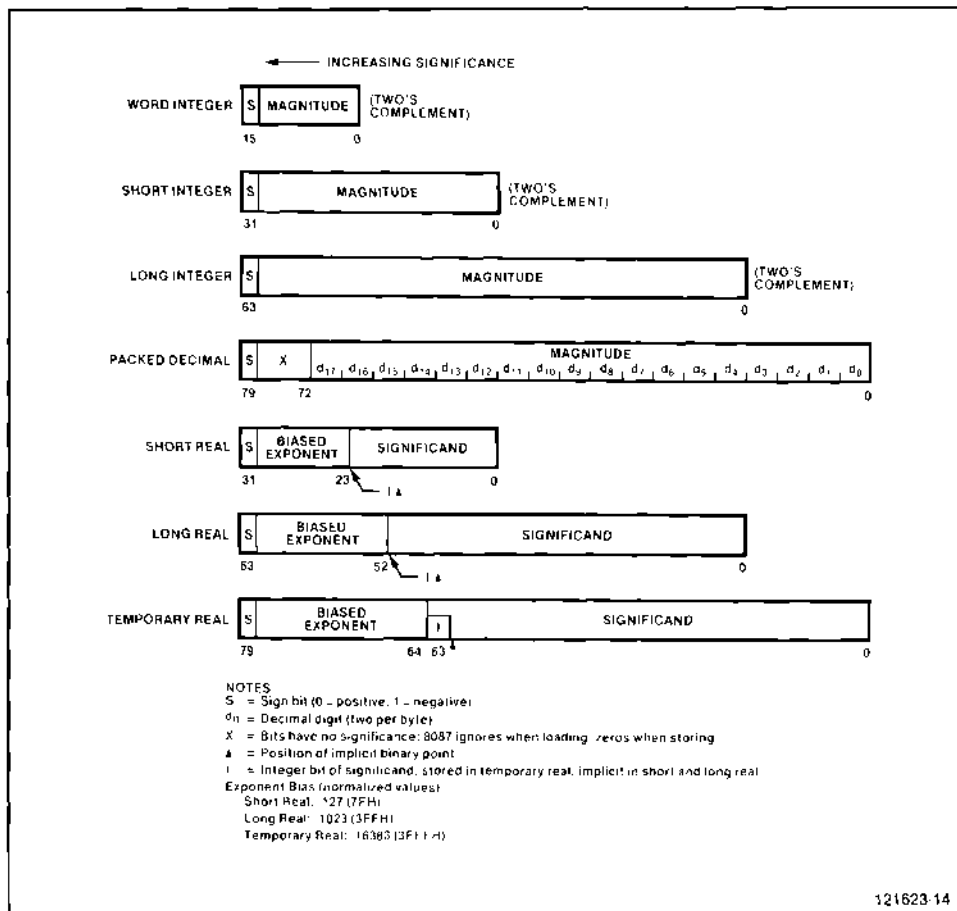 ← INCREASING SIGNIFICANCE
WORD INTEGER S MAGNITUDE (TWO'S COMPLEMENT)
15 0
SHORT INTEGER S MAGNITUDE (TWO'S COMPLEMENT)
31 0
LONG INTEGER S MAGNITUDE (TWO'S COMPLEMENT)
63 0
PACKED DECIMAL S X MAGNITUDE
d17 d16 d15 d14 d13 d12 d11 d10 d9 d8 d7 d6 d5 d4 d3 d2 d1 d0
79 72 0
SHORT REAL S BIASED EXPONENT SIGNIFICAND
31 23 0
I▲
LONG REAL S BIASED EXPONENT SIGNIFICAND
63 52 0
I▲
TEMPORARY REAL S BIASED EXPONENT I SIGNIFICAND
79 64 63 0
NOTES
S = Sign bit (0 = positive, 1 = negative)
dn = Decimal digit (two per byte)
X = Bits have no significance: 8087 ignores when loading, zeros when storing
▲ = Position of implicit binary point
I = Integer bit of significand, stored in temporary real, implicit in short and long real
Exponent Bias (normalized values)
Short Real: 127 (7FH)
Long Real: 1023 (3FFH)
Temporary Real: 16383 (3FFFH)
121623-14